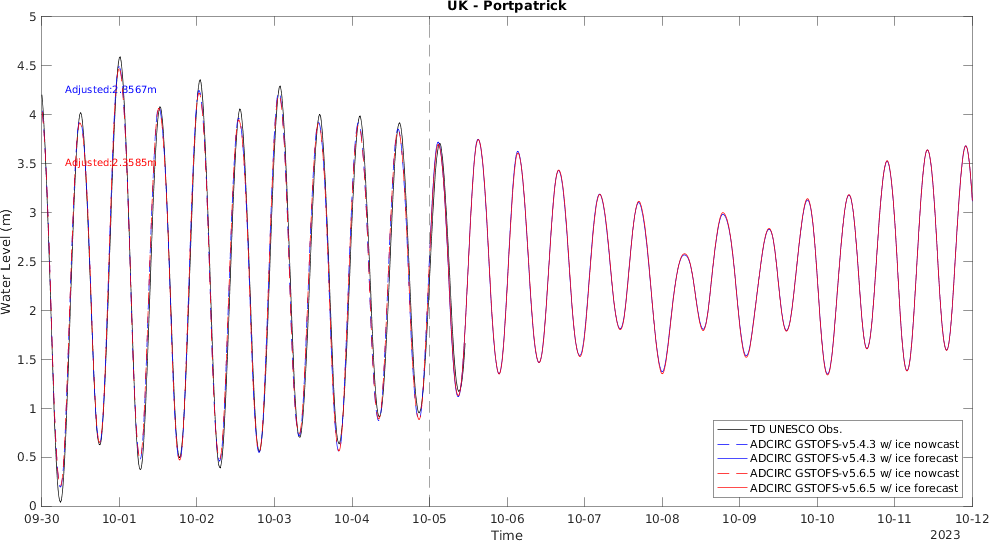 UK - Portpatrick
5
4.5
4
3.5
3
2.5
2
1.5
1
0.5
0
Water Level (m)
Adjusted:2.3567m
Adjusted:2.3585m
TD UNESCO Obs.
ADCIRC GSTOFS-v5.4.3 w/ ice nowcast
ADCIRC GSTOFS-v5.4.3 w/ ice forecast
ADCIRC GSTOFS-v5.6.5 w/ ice nowcast
ADCIRC GSTOFS-v5.6.5 w/ ice forecast
09-30 10-01 10-02 10-03 10-04 10-05 10-06 10-07 10-08 10-09 10-10 10-11 10-12
Time
2023